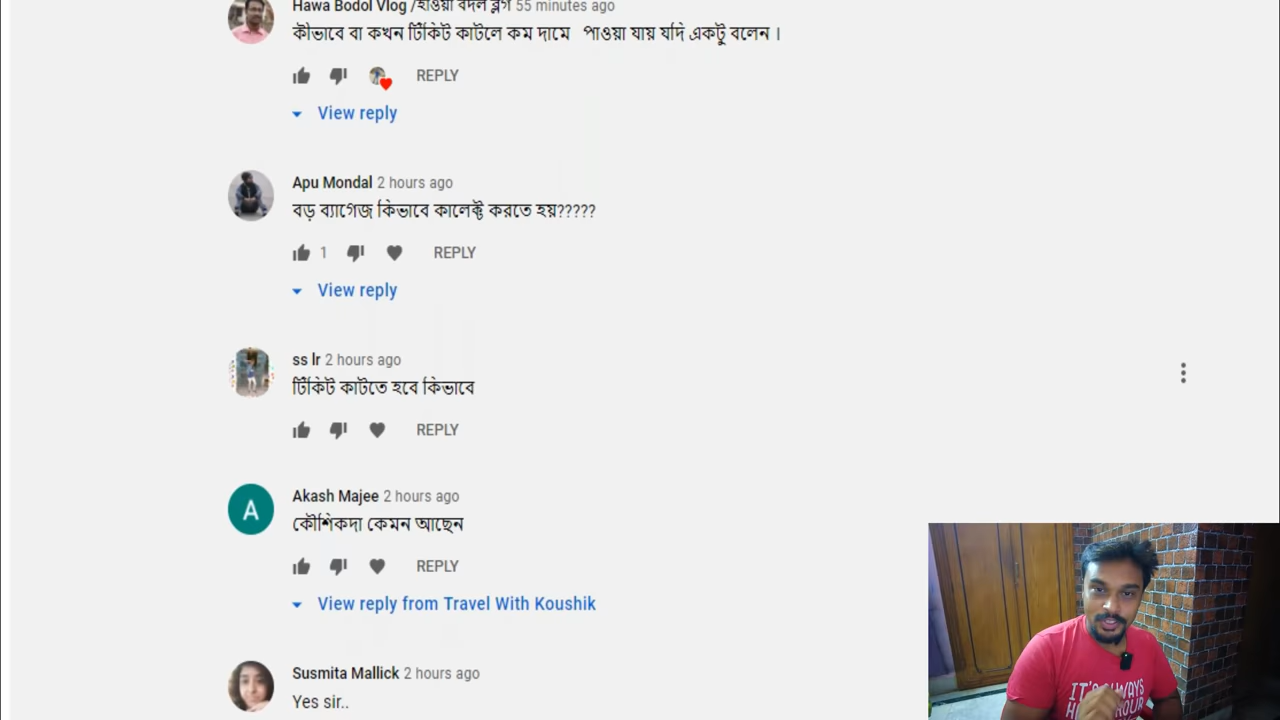 Hawa Bodol Vlog /হাওয়া বদল ব্লগ 55 minutes ago
কীভাবে বা কখন টিকিট কাটলে কম দামে পাওয়া যায় যদি একটু বলেন।
REPLY
View reply
Apu Mondal 2 hours ago
বড় ব্যাগেজ কিভাবে কালেক্ট করতে হয়?????
1 REPLY
View reply
ss lr 2 hours ago
টিকিট কাটতে হবে কিভাবে
REPLY
A
Akash Majee 2 hours ago
কৌশিকদা কেমন আছেন
REPLY
View reply from Travel With Koushik
Susmita Mallick 2 hours ago
Yes sir..
IT'S ALWAYS